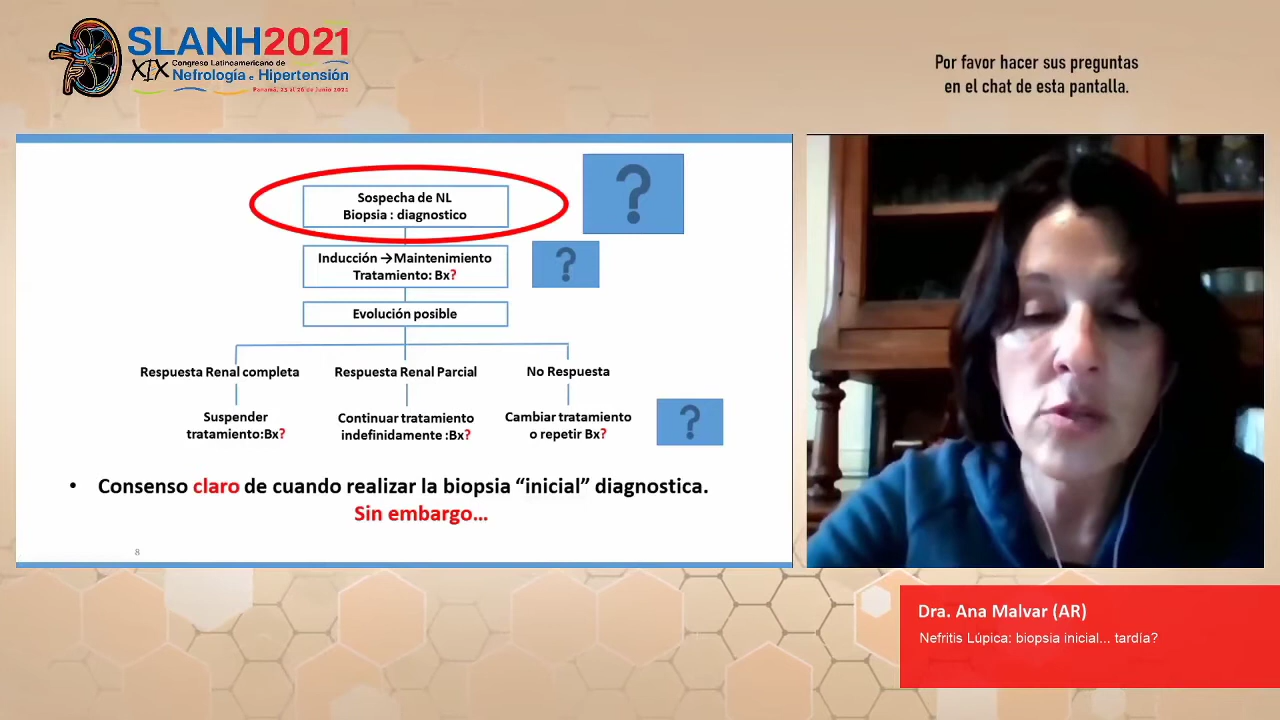 SLANH2021
XIX Congreso Latinoamericano de
Nefrología e Hipertensión
Panamá, 23 al 26 de junio 2021
Por favor hacer sus preguntas
en el chat de esta pantalla.
Sospecha de NL
Biopsia : diagnostico
?
Inducción →Mantenimiento
Tratamiento: Bx?
?
Evolución posible
Respuesta Renal completa
Respuesta Renal Parcial
No Respuesta
Suspender
tratamiento:Bx?
Continuar tratamiento
indefinidamente :Bx?
Cambiar tratamiento
o repetir Bx?
?
• Consenso claro de cuando realizar la biopsia “inicial” diagnostica.
Sin embargo...
8
Dra. Ana Malvar (AR)
Nefritis Lúpica: biopsia inicial... tardía?